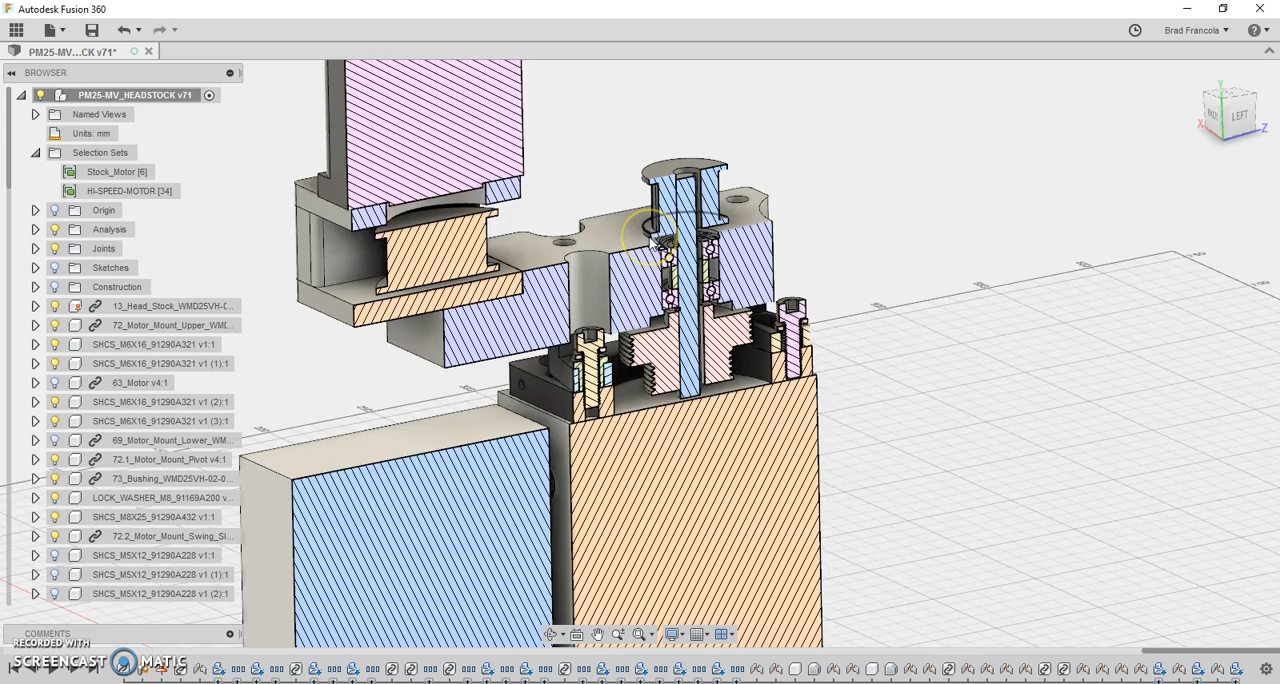 Autodesk Fusion 360
Brad Francola
PM25-MV...CK v71*
BROWSER
PM25-MV_HEADSTOCK v71
Named Views
Units: mm
Selection Sets
Stock_Motor [6]
HI-SPEED-MOTOR [34]
Origin
Analysis
Joints
Sketches
Construction
13_Head_Stock_WMD25VH-0...
72_Motor_Mount_Upper_WMD...
SHCS_M6X16_91290A321 v1:1
SHCS_M6X16_91290A321 v1 (1):1
63_Motor v4:1
SHCS_M6X16_91290A321 v1 (2):1
SHCS_M6X16_91290A321 v1 (3):1
69_Motor_Mount_Lower_WM...
72.1_Motor_Mount_Pivot v4:1
73_Bushing_WMD25VH-02-0...
LOCK_WASHER_M8_91169A200 v...
SHCS_M8X25_91290A432 v1:1
72.2_Motor_Mount_Swing_Sl...
SHCS_M5X12_91290A228 v1:1
SHCS_M5X12_91290A228 v1 (1):1
SHCS_M5X12_91290A228 v1 (2):1
COMMENTS
RECORDED WITH
SCREENCAST MATIC
Y
LEFT
X
Z